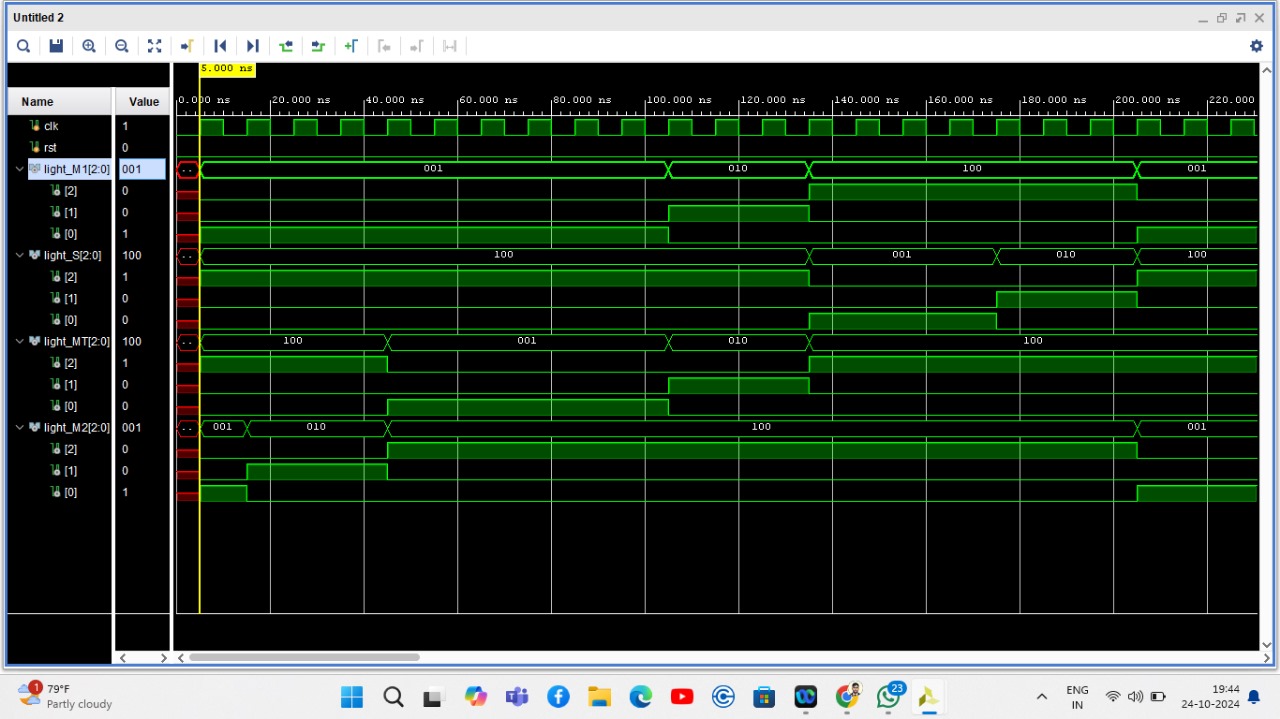 Untitled 2
5.000 ns
Name Value
0.000 ns 20.000 ns 40.000 ns 60.000 ns 80.000 ns 100.000 ns 120.000 ns 140.000 ns 160.000 ns 180.000 ns 200.000 ns 220.000
clk 1
rst 0
light_M1[2:0] 001 .. 001 010 100 001
[2] 0
[1] 0
[0] 1
light_S[2:0] 100 .. 100 001 010 100
[2] 1
[1] 0
[0] 0
light_MT[2:0] 100 .. 100 001 010 100
[2] 1
[1] 0
[0] 0
light_M2[2:0] 001 .. 001 010 100 001
[2] 0
[1] 0
[0] 1
1
79°F
Partly cloudy
23
ENG
IN
19:44
24-10-2024